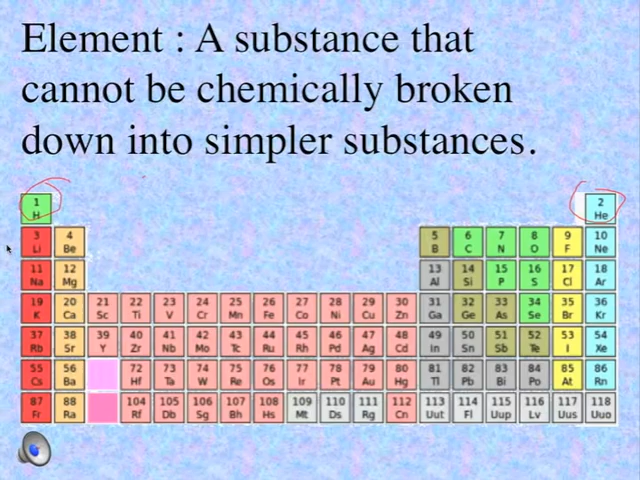 Element : A substance that
cannot be chemically broken
down into simpler substances.
1 2
H He
3 4 5 6 7 8 9 10
Li Be B C N O F Ne
11 12 13 14 15 16 17 18
Na Mg Al Si P S Cl Ar
19 20 21 22 23 24 25 26 27 28 29 30 31 32 33 34 35 36
K Ca Sc Ti V Cr Mn Fe Co Ni Cu Zn Ga Ge As Se Br Kr
37 38 39 40 41 42 43 44 45 46 47 48 49 50 51 52 53 54
Rb Sr Y Zr Nb Mo Tc Ru Rh Pd Ag Cd In Sn Sb Te I Xe
55 56 72 73 74 75 76 77 78 79 80 81 82 83 84 85 86
Cs Ba Hf Ta W Re Os Ir Pt Au Hg Tl Pb Bi Po At Rn
87 88 104 105 106 107 108 109 110 111 112 113 114 115 116 117 118
Fr Ra Rf Db Sg Bh Hs Mt Ds Rg Cn Uut Fl Uup Lv Uus Uuo